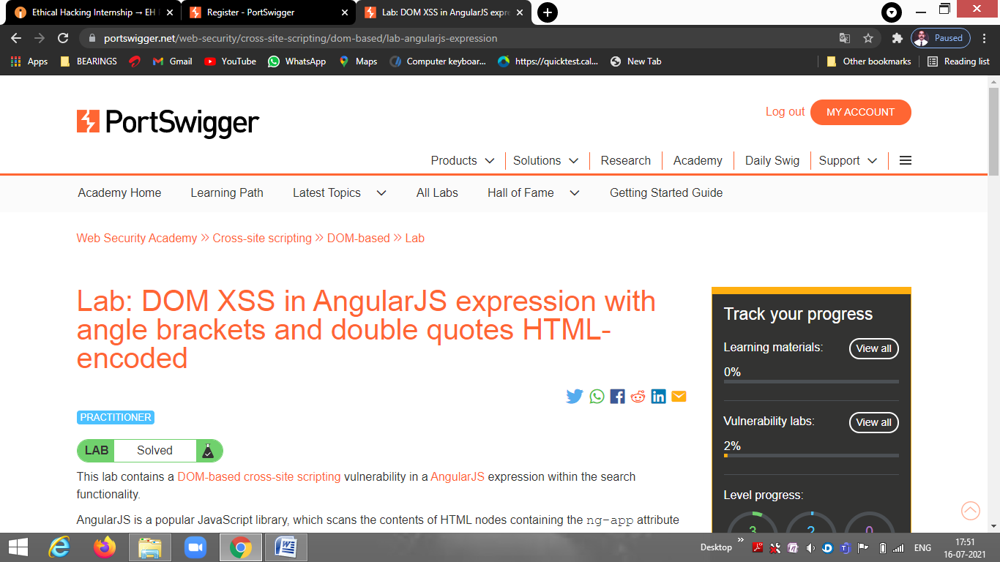 Ethical Hacking Internship → EH
Register - PortSwigger
Lab: DOM XSS in AngularJS expre
portswigger.net/web-security/cross-site-scripting/dom-based/lab-angularjs-expression
Paused
Apps
BEARINGS
Gmail
YouTube
WhatsApp
Maps
Computer keyboar...
https://quicktest.cal...
New Tab
Other bookmarks
Reading list
PortSwigger
Log out
MY ACCOUNT
Products
Solutions
Research
Academy
Daily Swig
Support
Academy Home
Learning Path
Latest Topics
All Labs
Hall of Fame
Getting Started Guide
Web Security Academy » Cross-site scripting » DOM-based » Lab
Lab: DOM XSS in AngularJS expression with
angle brackets and double quotes HTML-
encoded
PRACTITIONER
LAB Solved
This lab contains a DOM-based cross-site scripting vulnerability in a AngularJS expression within the search
functionality.
AngularJS is a popular JavaScript library, which scans the contents of HTML nodes containing the ng-app attribute
Track your progress
Learning materials:
View all
0%
Vulnerability labs:
View all
2%
Level progress:
3
2
0
Desktop
ENG
17:51
16-07-2021